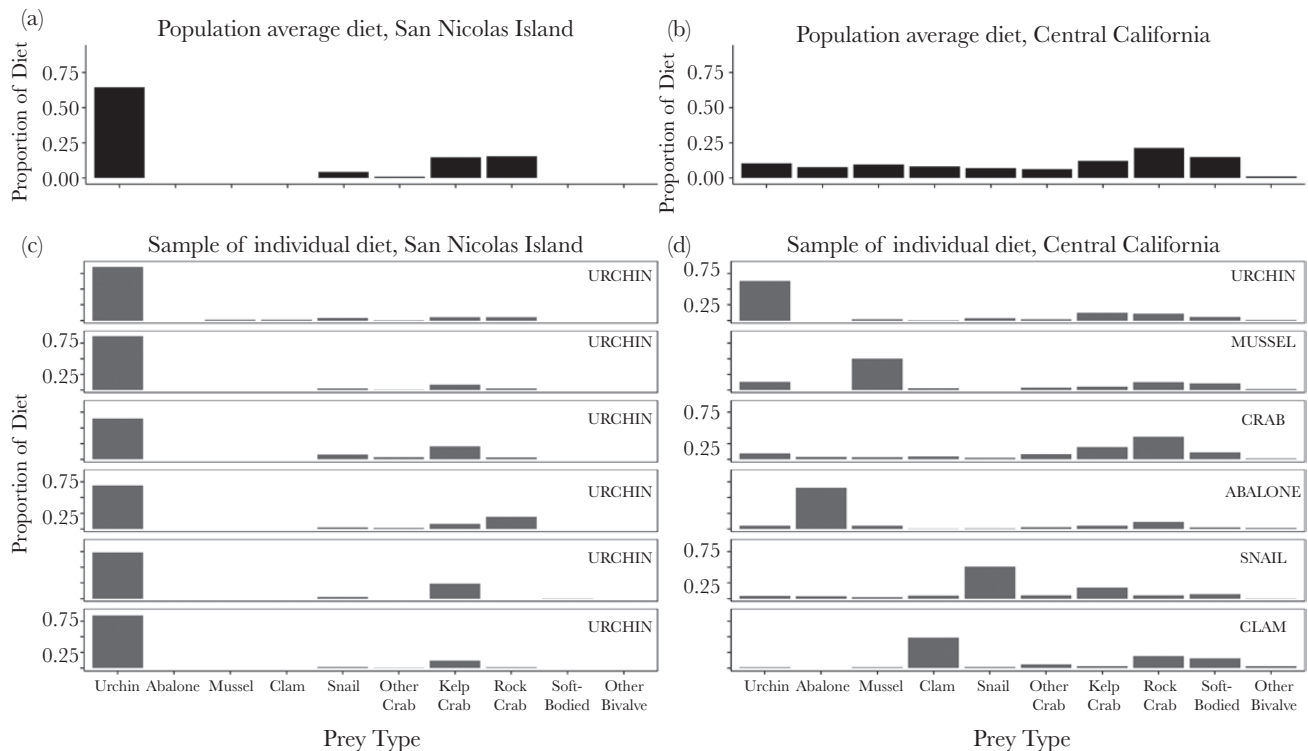 (a)
Population average diet, San Nicolas Island
Proportion of Diet
0.75
0.50
0.25
0.00
(b)
Population average diet, Central California
Proportion of Diet
0.75
0.50
0.25
0.00
(c)
Sample of individual diet, San Nicolas Island
Proportion of Diet
URCHIN
0.75
0.25
URCHIN
URCHIN
0.75
0.25
URCHIN
URCHIN
0.75
0.25
URCHIN
Urchin Abalone Mussel Clam Snail Other Crab Kelp Crab Rock Crab Soft-Bodied Other Bivalve
Prey Type
(d)
Sample of individual diet, Central California
0.75
0.25
URCHIN
MUSSEL
0.75
0.25
CRAB
ABALONE
0.75
0.25
SNAIL
CLAM
Urchin Abalone Mussel Clam Snail Other Crab Kelp Crab Rock Crab Soft-Bodied Other Bivalve
Prey Type